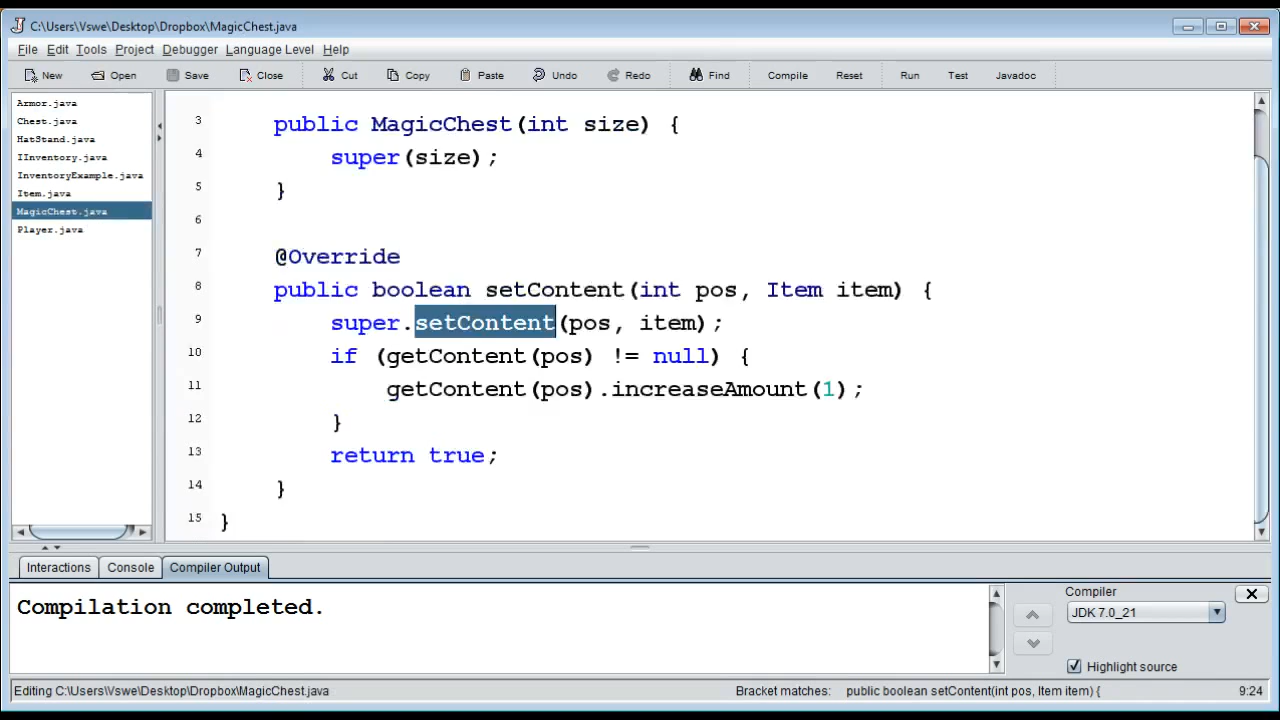 C:\Users\Vswe\Desktop\Dropbox\MagicChest.java
File Edit Tools Project Debugger Language Level Help
New Open Save Close Cut Copy Paste Undo Redo Find Compile Reset Run Test Javadoc
Armor.java
Chest.java
HatStand.java
IInventory.java
InventoryExample.java
Item.java
MagicChest.java
Player.java
3 public MagicChest(int size) {
4 super(size);
5 }
6
7 @Override
8 public boolean setContent(int pos, Item item) {
9 super.setContent(pos, item);
10 if (getContent(pos) != null) {
11 getContent(pos).increaseAmount(1);
12 }
13 return true;
14 }
15 }
Interactions Console Compiler Output
Compilation completed.
Compiler
JDK 7.0_21
Highlight source
Editing C:\Users\Vswe\Desktop\Dropbox\MagicChest.java Bracket matches: public boolean setContent(int pos, Item item) { 9:24